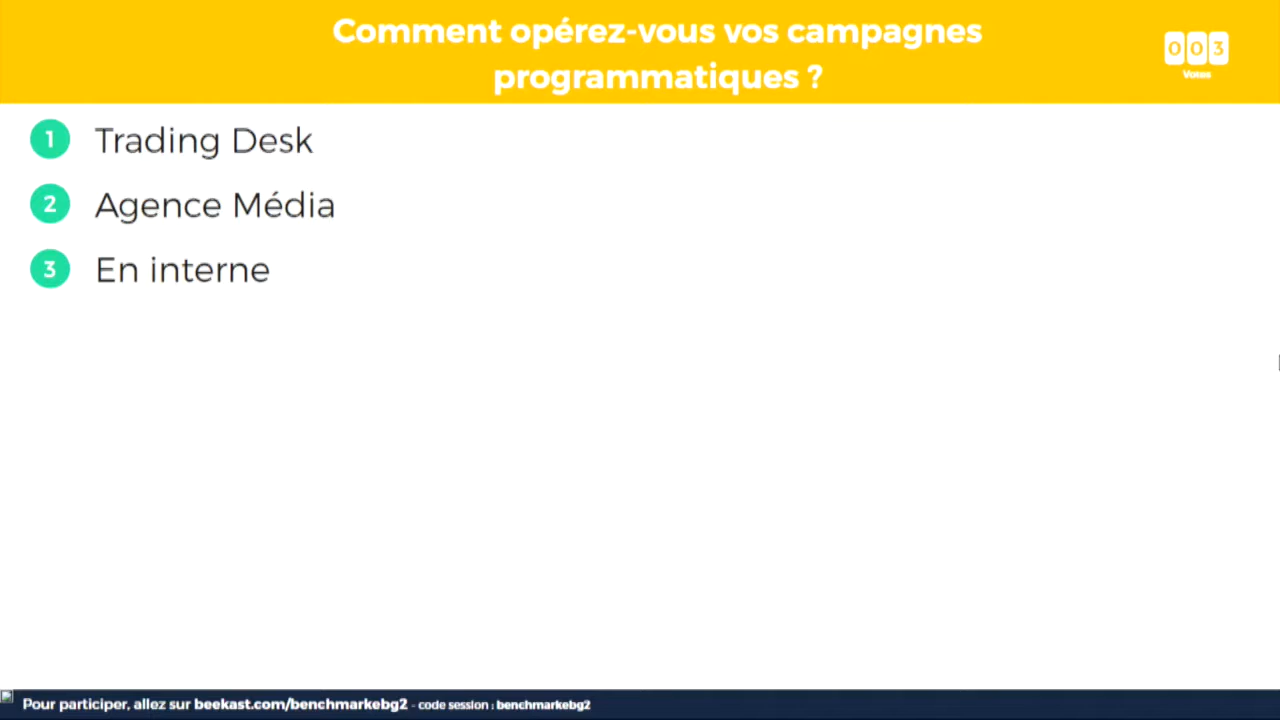 Comment opérez-vous vos campagnes
programmatiques ?
003
Votes
1 Trading Desk
2 Agence Média
3 En interne
Pour participer, allez sur beekast.com/benchmarkebg2 - code session : benchmarkebg2